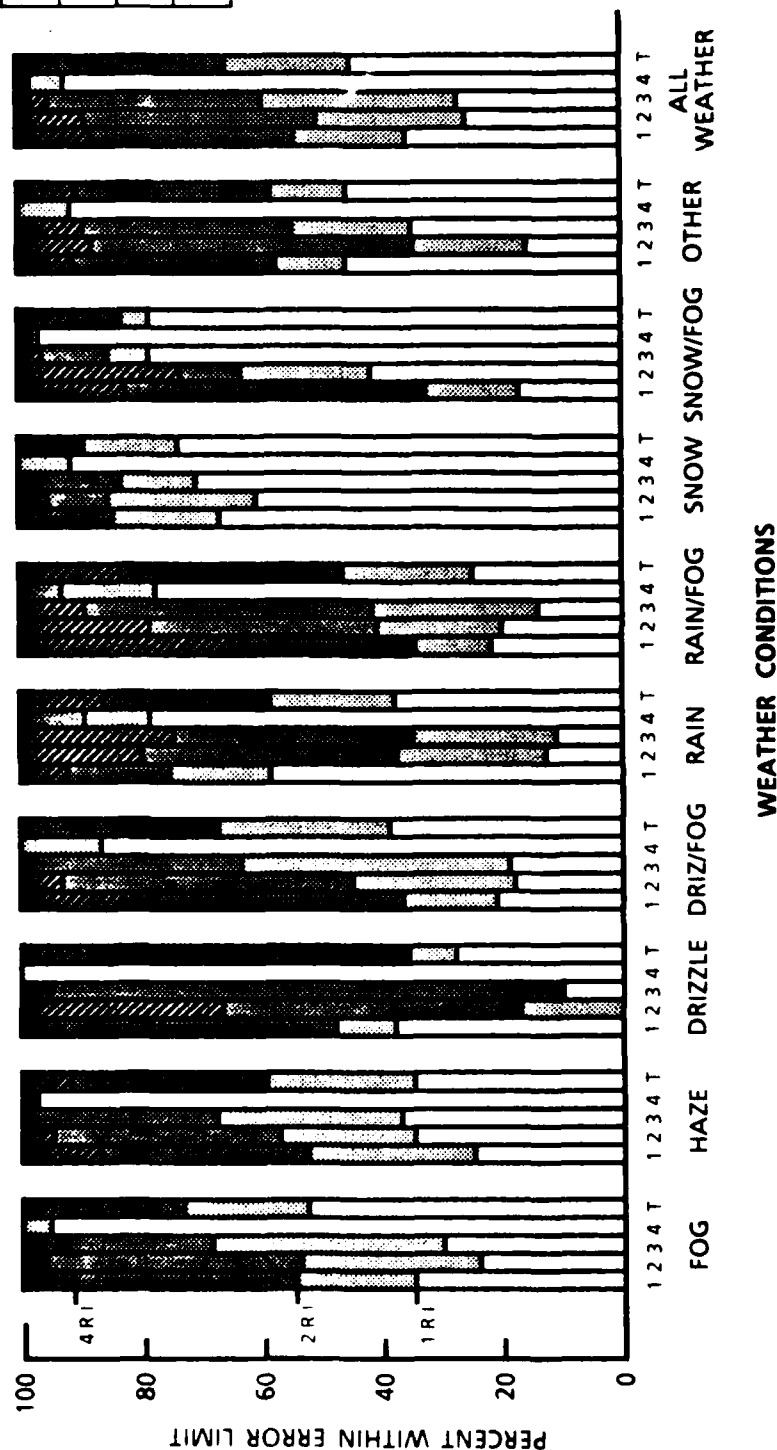 PERCENT WITHIN ERROR LIMIT
100
80
60
40
20
0
4 RI
2 RI
1 RI
1 2 3 4 T
1 2 3 4 T
1 2 3 4 T
1 2 3 4 T
1 2 3 4 T
1 2 3 4 T
1 2 3 4 T
1 2 3 4 T
1 2 3 4 T
1 2 3 4 T
FOG
HAZE
DRIZZLE
DRIZ/FOG
RAIN
RAIN/FOG
SNOW
SNOW/FOG
OTHER
ALL
WEATHER
WEATHER CONDITIONS